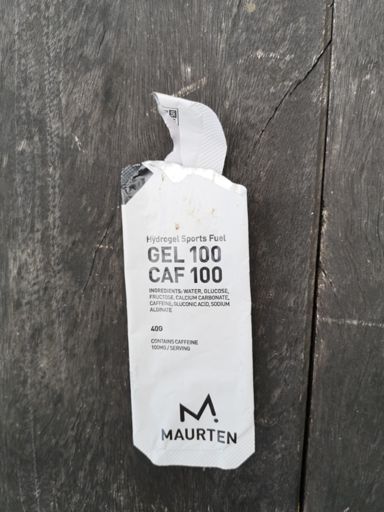 Hydrogel Sports Fuel
GEL 100
CAF 100
INGREDIENTS: WATER, GLUCOSE,
FRUCTOSE, CALCIUM CARBONATE,
CAFFEINE, GLUCONIC ACID, SODIUM
ALGINATE
40G
CONTAINS CAFFEINE
100MG / SERVING
M.
MAURTEN